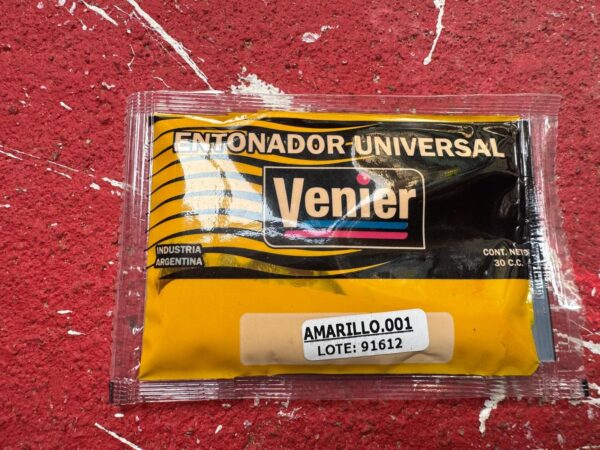 ENTONADOR UNIVERSAL
Venier
INDUSTRIA
ARGENTINA
CONT. NETO
30 C.C.
AMARILLO.001
LOTE: 91612